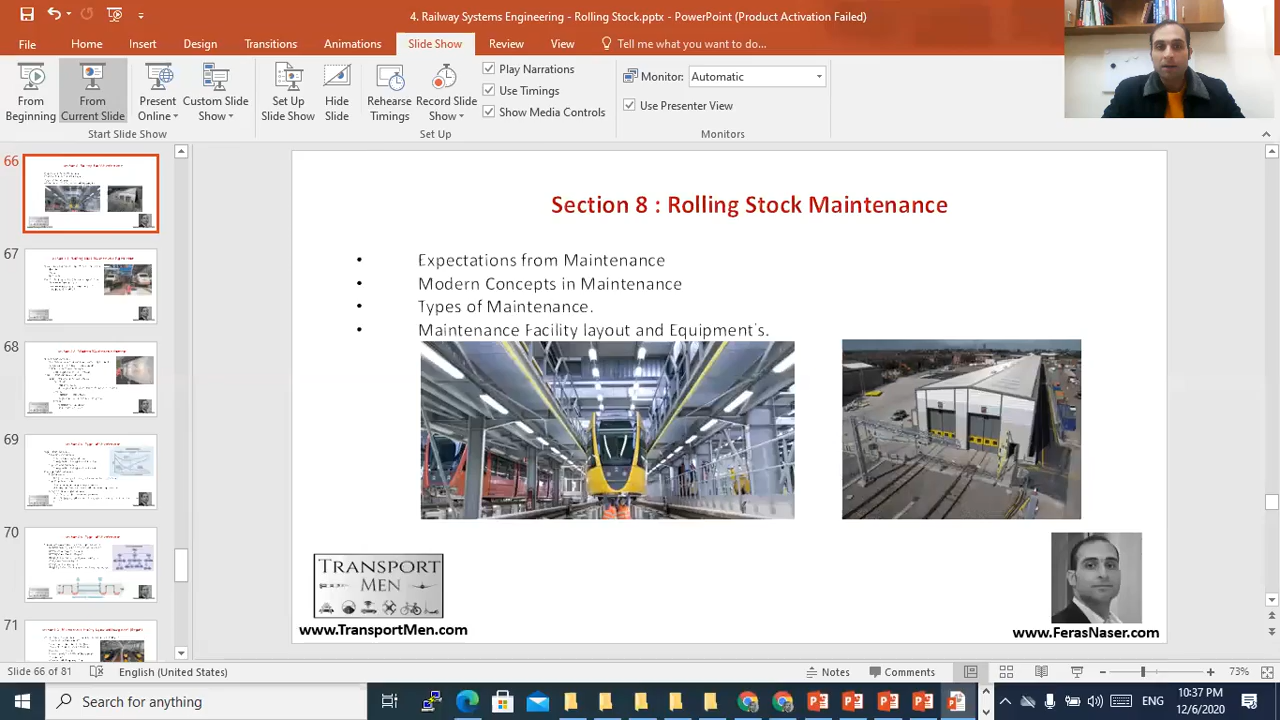 4. Railway Systems Engineering - Rolling Stock.pptx - PowerPoint (Product Activation Failed)
File Home Insert Design Transitions Animations Slide Show Review View Tell me what you want to do...
From Beginning
From Current Slide
Present Online
Custom Slide Show
Set Up Slide Show
Hide Slide
Rehearse Timings
Record Slide Show
Play Narrations
Use Timings
Show Media Controls
Monitor: Automatic
Use Presenter View
Start Slide Show Set Up Monitors
66
67
68
69
70
71
Section 8 : Rolling Stock Maintenance
• Expectations from Maintenance
• Modern Concepts in Maintenance
• Types of Maintenance.
• Maintenance Facility layout and Equipment's.
TRANSPORT
MEN
www.TransportMen.com
www.FerasNaser.com
Slide 66 of 81 English (United States) Notes Comments 73%
Search for anything
ENG
10:37 PM
12/6/2020